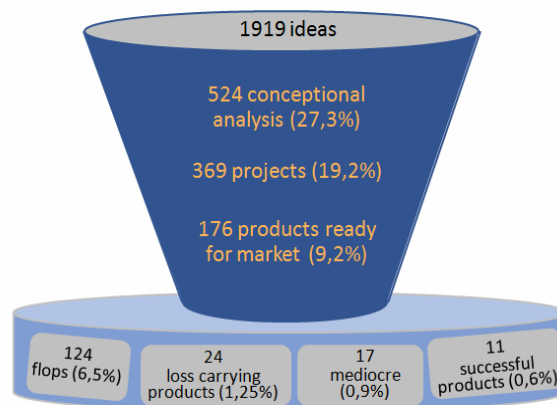 1919 ideas
524 conceptional
analysis (27,3%)
369 projects (19,2%)
176 products ready
for market (9,2%)
124
flops (6,5%)
24
loss carrying
products (1,25%)
17
mediocre
(0,9%)
11
successful
products (0,6%)